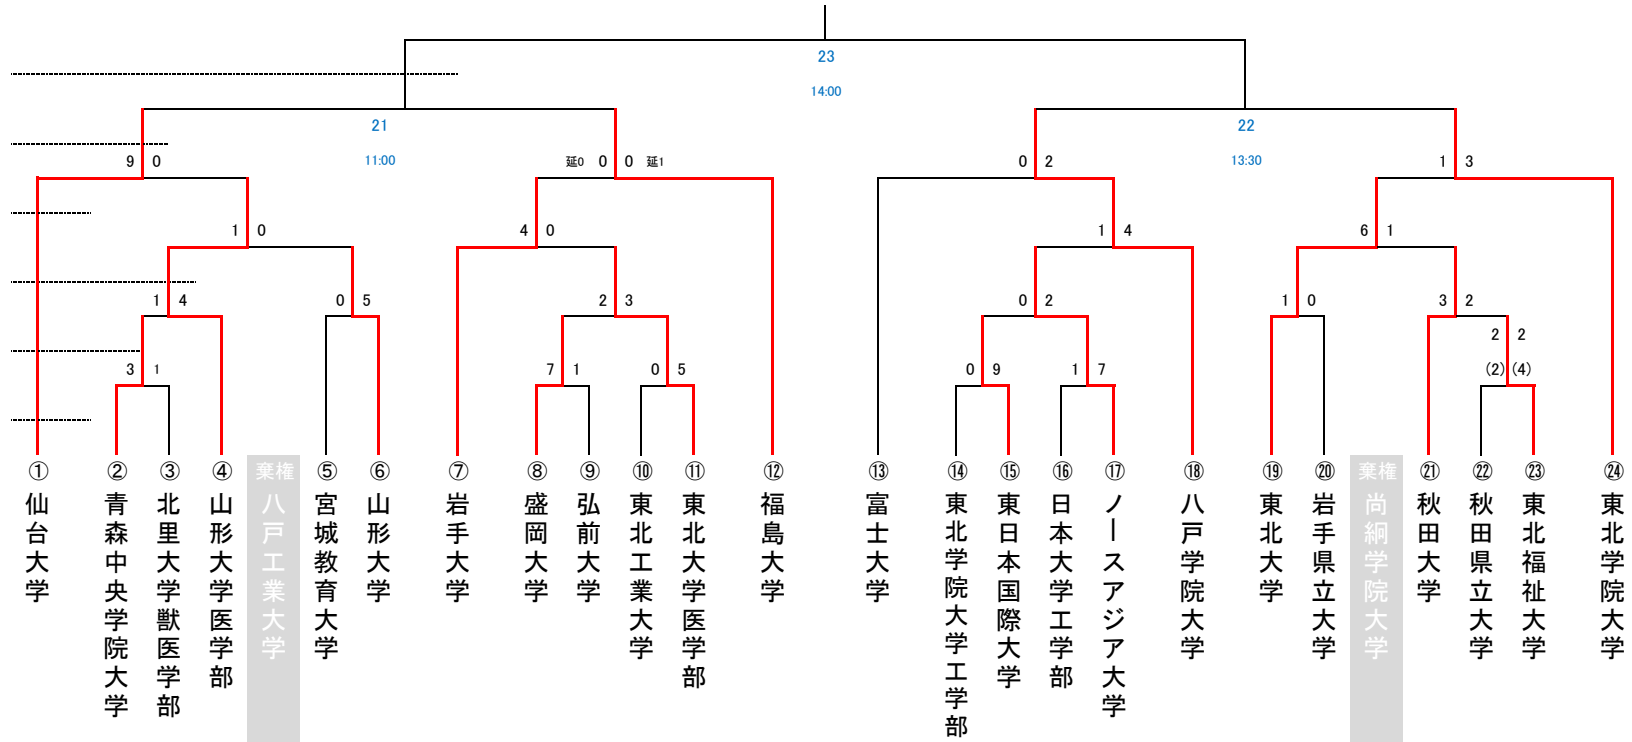 23
14:00
21
22
11:00
13:30
9 0
延0 0 0 延1
0 2
1 3
1 0
4 0
1 4
6 1
1 4
0 5
2 3
0 2
1 0
3 2
2 2
3 1
7 1
0 5
0 9
1 7
(2) (4)
① 仙台大学
② 青森中央学院大学
③ 北里大学獣医学部
④ 山形大学医学部
棄権 八戸工業大学
⑤ 宮城教育大学
⑥ 山形大学
⑦ 岩手大学
⑧ 盛岡大学
⑨ 弘前大学
⑩ 東北工業大学
⑪ 東北大学医学部
⑫ 福島大学
⑬ 富士大学
⑭ 東北学院大学工学部
⑮ 東日本国際大学
⑯ 日本大学工学部
⑰ ノースアジア大学
⑱ 八戸学院大学
⑲ 東北大学
⑳ 岩手県立大学
棄権 尚絅学院大学
㉑ 秋田大学
㉒ 秋田県立大学
㉓ 東北福祉大学
㉔ 東北学院大学